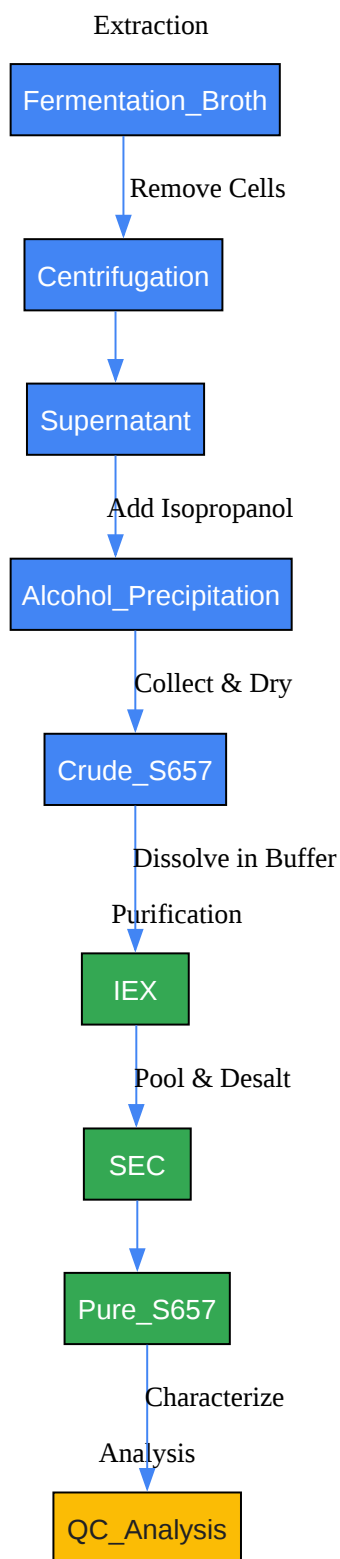 Extraction
Fermentation_Broth
Remove Cells
Centrifugation
Supernatant
Add Isopropanol
Alcohol_Precipitation
Collect & Dry
Crude_S657
Dissolve in Buffer
Purification
IEX
Pool & Desalt
SEC
Pure_S657
Characterize
Analysis
QC_Analysis